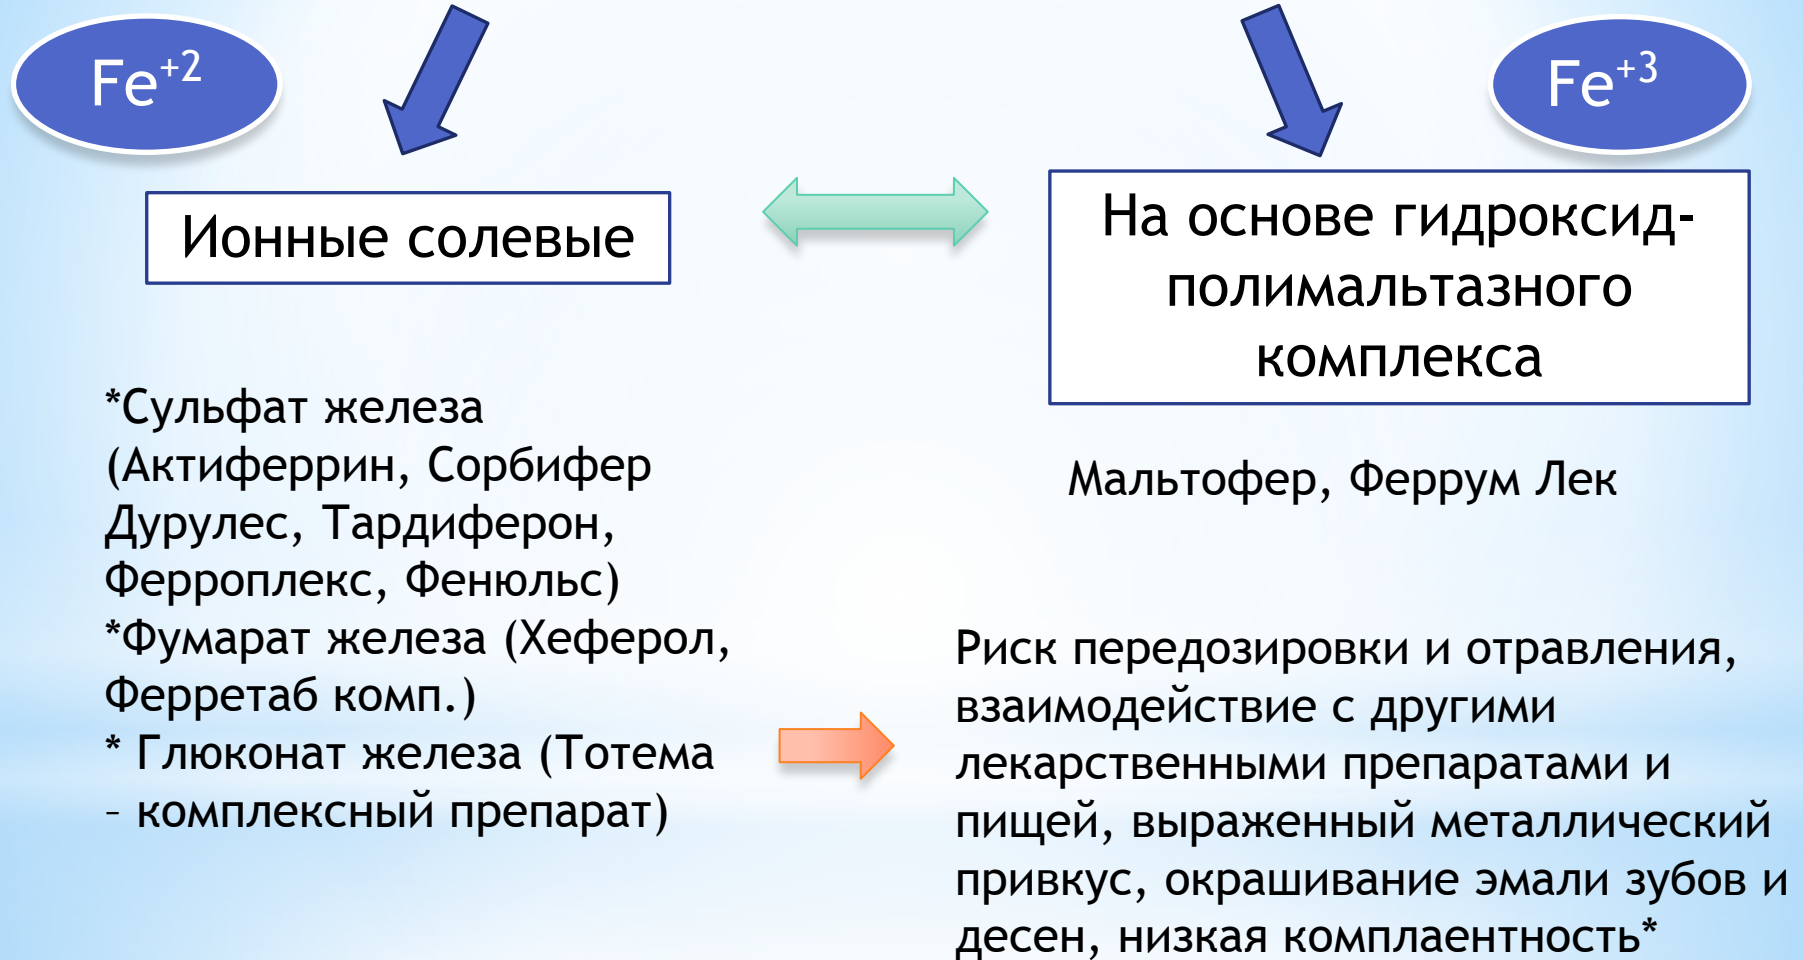 Fe+2
Fe+3
Ионные солевые
На основе гидроксид-
полимальтазного
комплекса
*Сульфат железа
(Актиферрин, Сорбифер
Дурулес, Тардиферон,
Ферроплекс, Фенюльс)
*Фумарат железа (Хеферол,
Ферретаб комп.)
* Глюконат железа (Тотема
– комплексный препарат)
Мальтофер, Феррум Лек
Риск передозировки и отравления,
взаимодействие с другими
лекарственными препаратами и
пищей, выраженный металлический
привкус, окрашивание эмали зубов и
десен, низкая комплаентность*